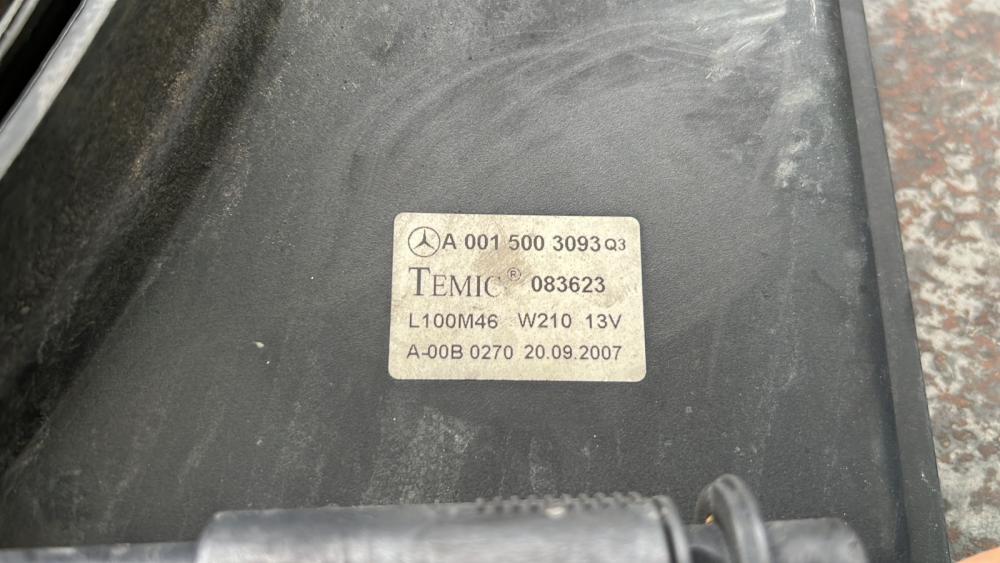 A 001 500 3093 Q3
TEMIC® 083623
L100M46 W210 13V
A-00B 0270 20.09.2007